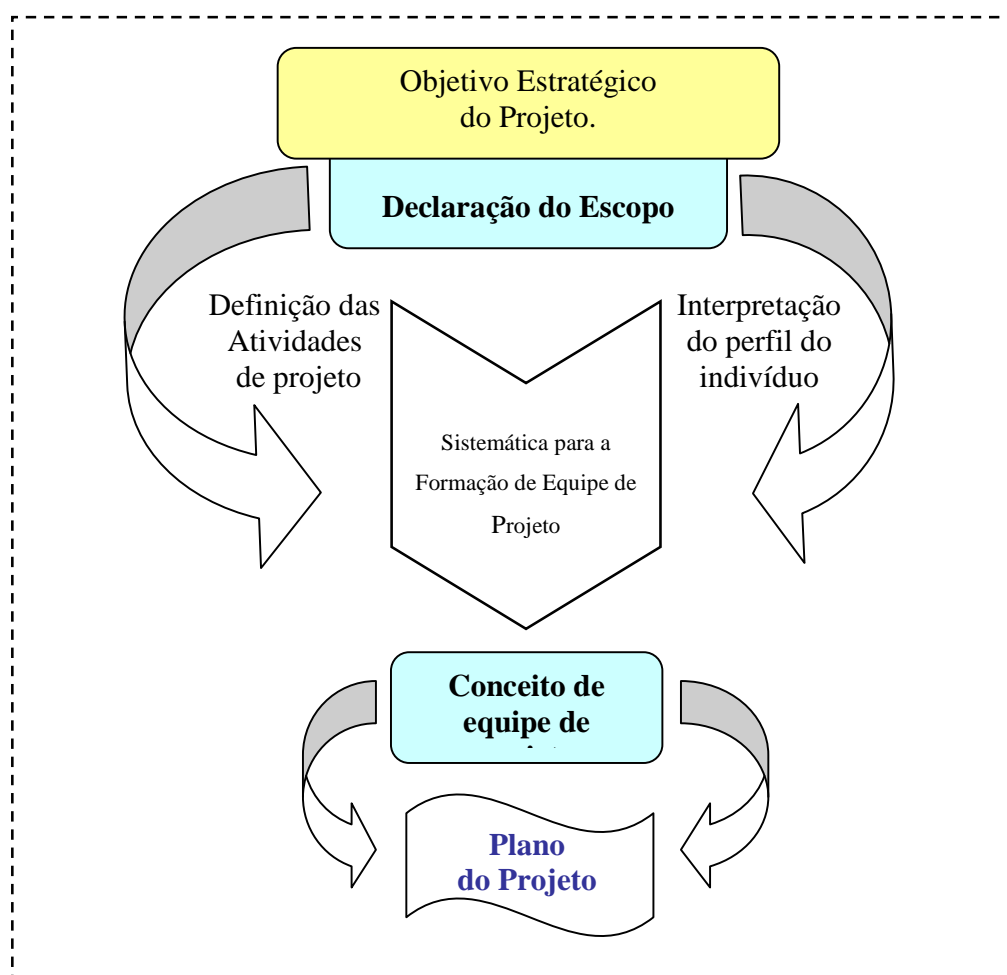 Objetivo Estratégico
do Projeto.
Declaração do Escopo
Definição das
Atividades
de projeto
Interpretação
do perfil do
indivíduo
Sistemática para a
Formação de Equipe de
Projeto
Conceito de
equipe de
Plano
do Projeto